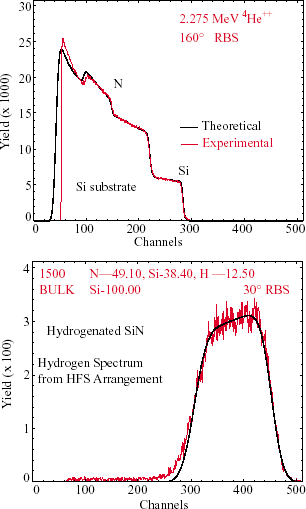 2.275 MeV ⁴He⁺⁺
160° RBS
N
Theoretical
Experimental
Si
Si substrate
Yield (x 1000)
30
25
20
15
10
5
0
0 100 200 300 400 500
Channels
1500 N—49.10, Si-38.40, H —12.50
BULK Si-100.00 30° RBS
Hydrogenated SiN
Hydrogen Spectrum
from HFS Arrangement
Yield (x 100)
4
3
2
1
0
0 100 200 300 400 500
Channels